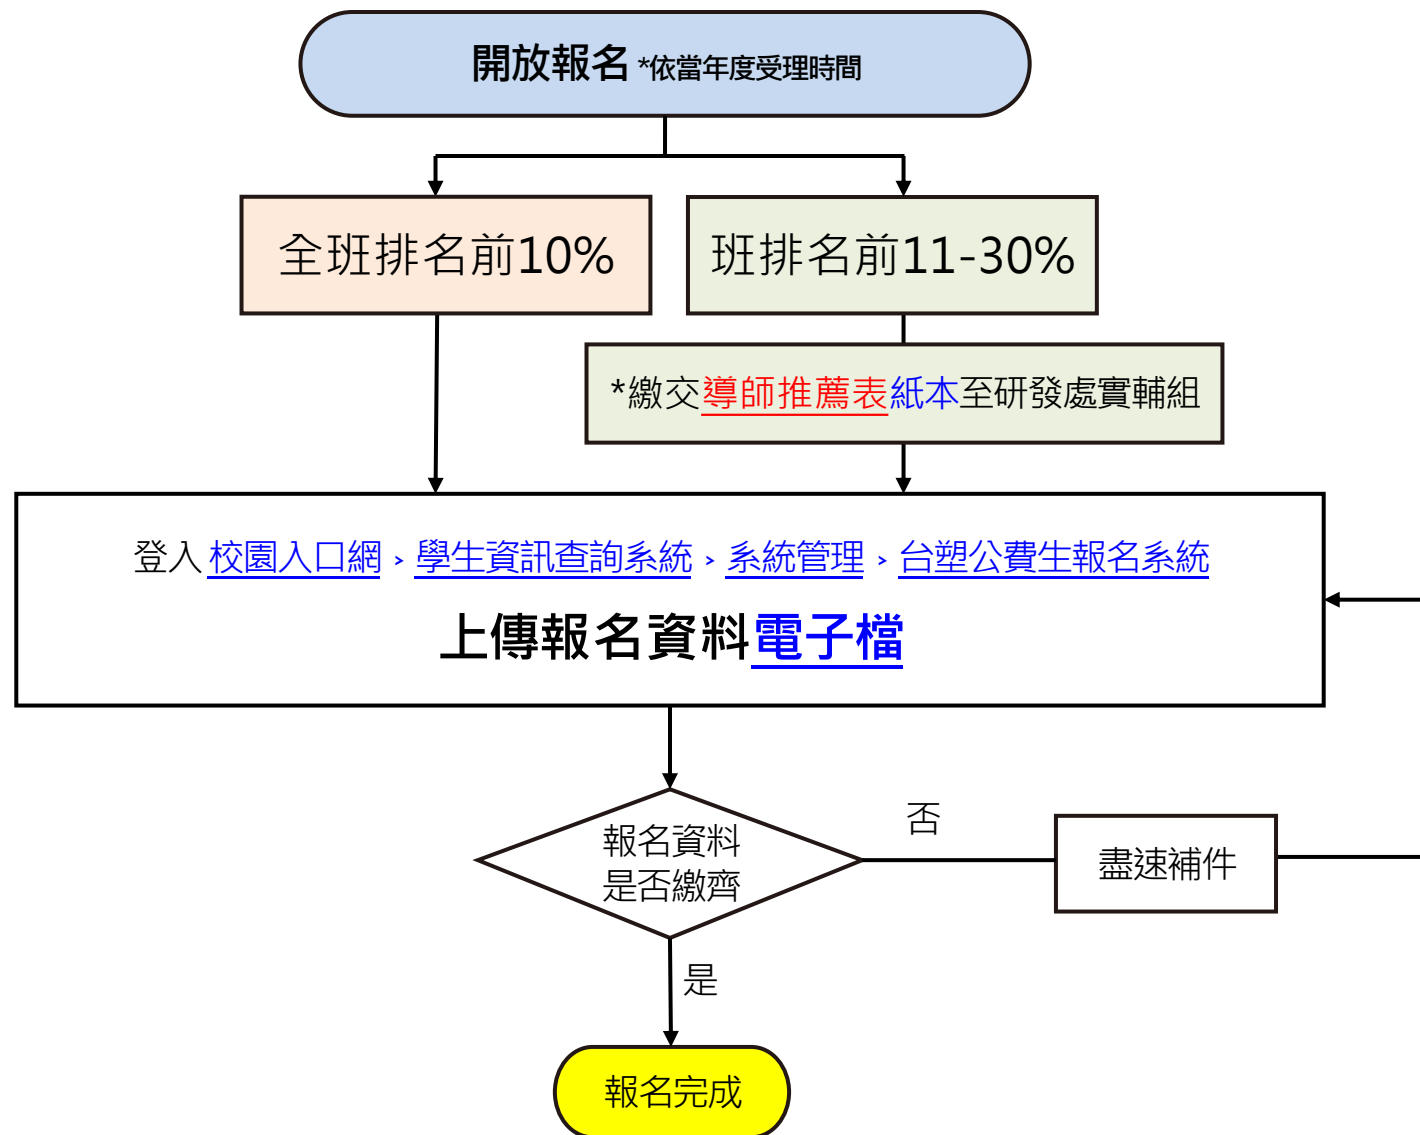 開放報名 *依當年度受理時間
全班排名前10%
班排名前11-30%
*繳交導師推薦表紙本至研發處實輔組
登入 校園入口網 > 學生資訊查詢系統 > 系統管理 > 台塑公費生報名系統
上傳報名資料電子檔
報名資料
是否繳齊
否
盡速補件
是
報名完成